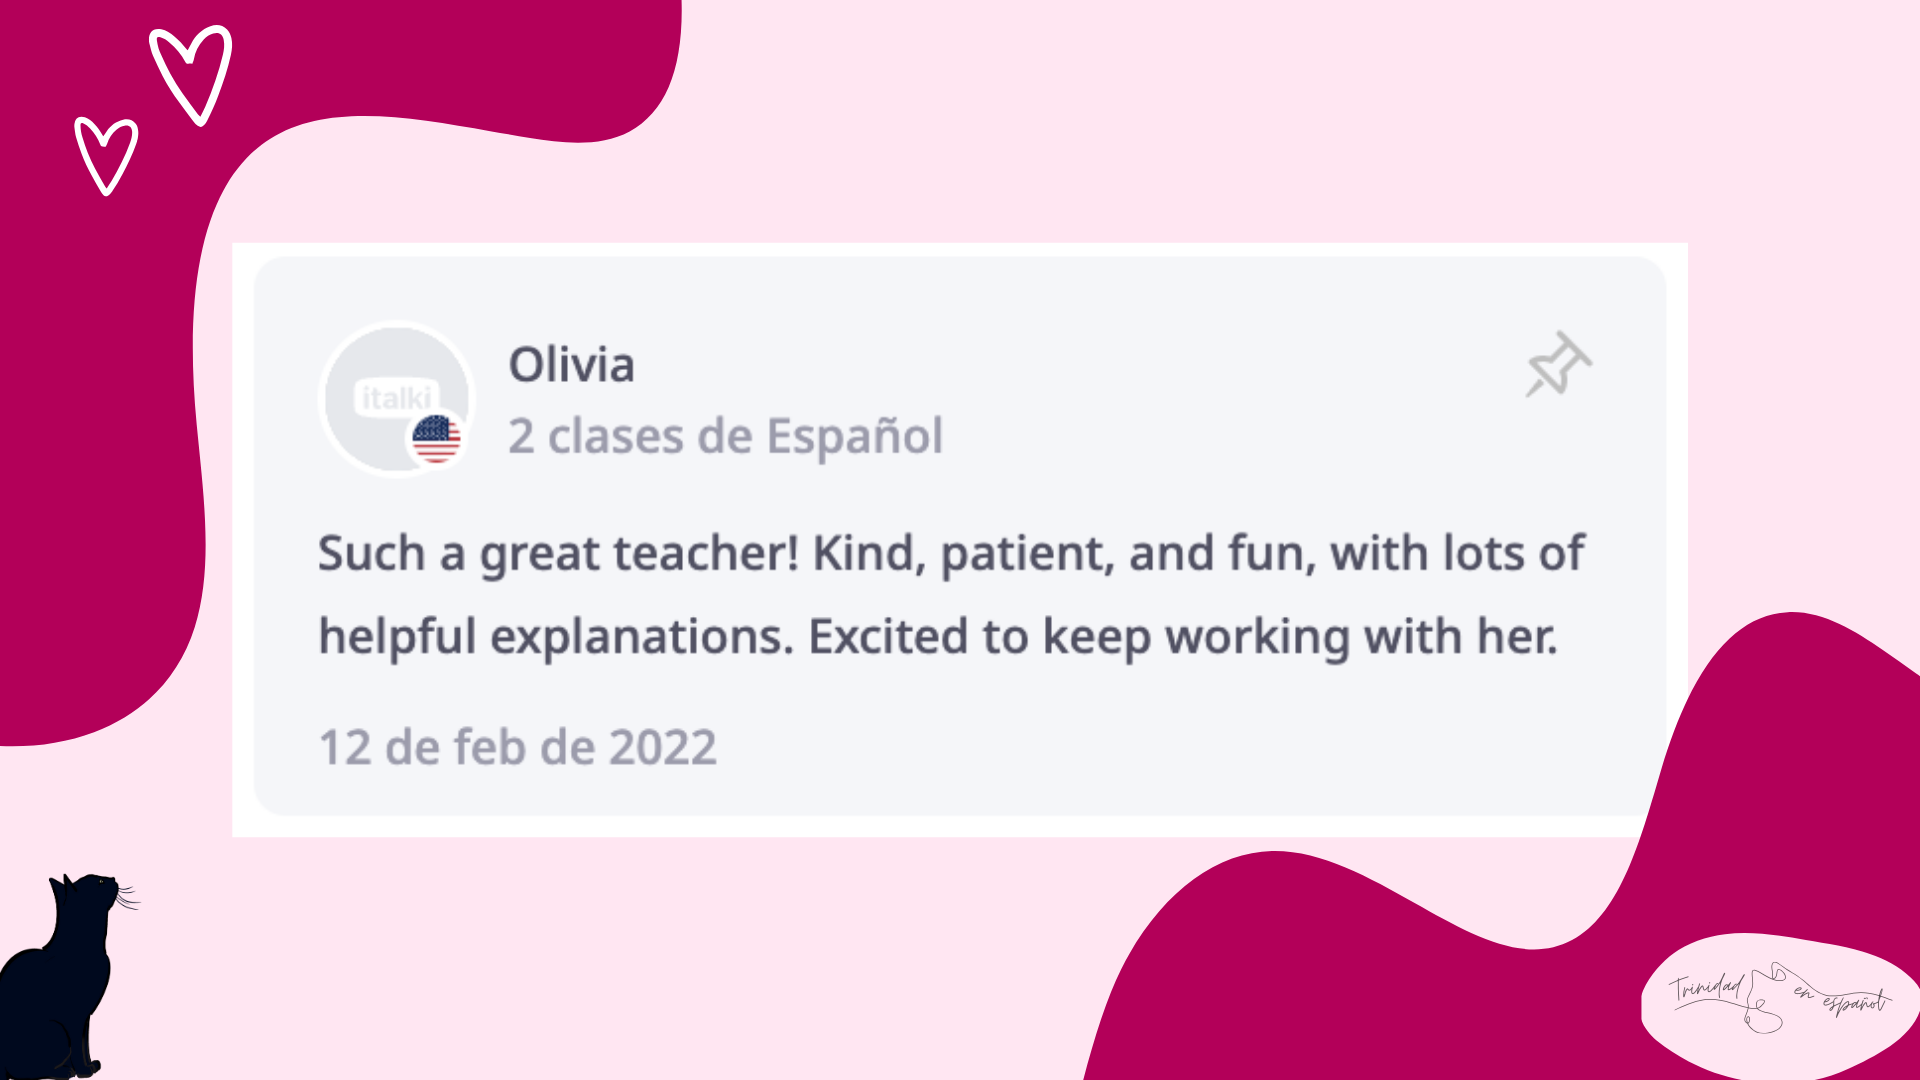 italki
Olivia
2 clases de Español
Such a great teacher! Kind, patient, and fun, with lots of
helpful explanations. Excited to keep working with her.
12 de feb de 2022
Trinidad en español